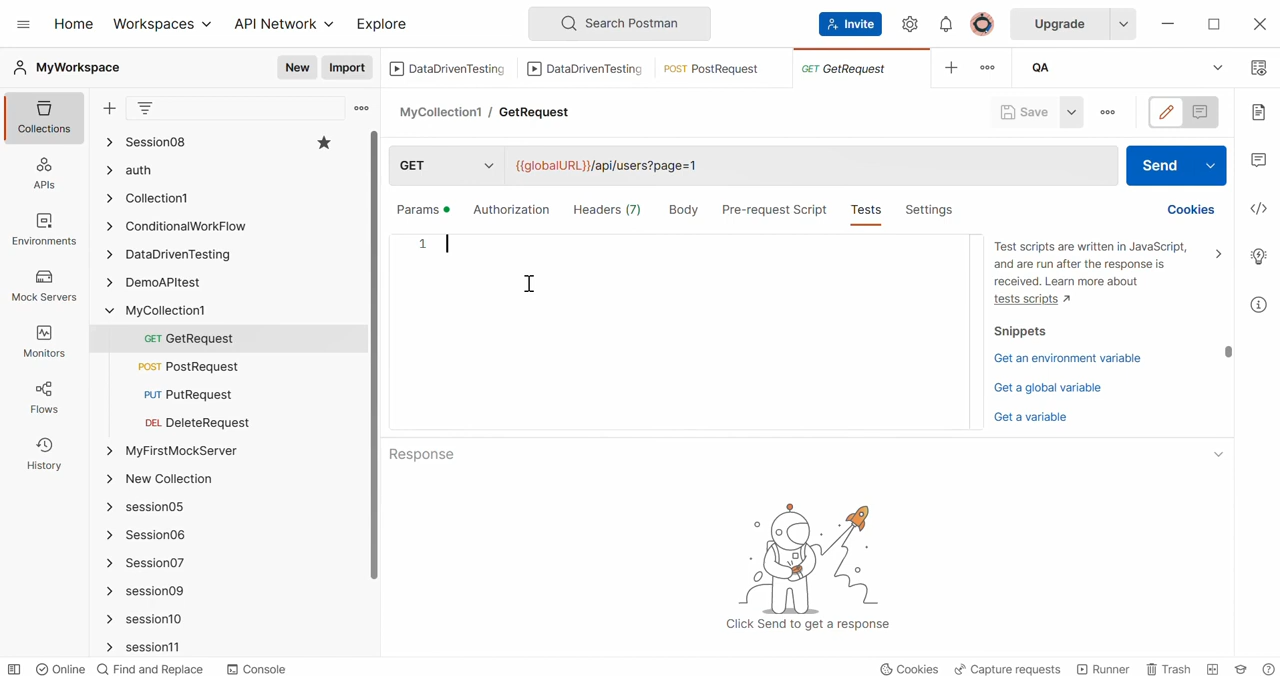 Home
Workspaces
API Network
Explore
Search Postman
Invite
Upgrade
MyWorkspace
New
Import
DataDrivenTesting
DataDrivenTesting
POST PostRequest
GET GetRequest
QA
Collections
APIs
Environments
Mock Servers
Monitors
Flows
History
Session08
auth
Collection1
ConditionalWorkFlow
DataDrivenTesting
DemoAPItest
MyCollection1
GET GetRequest
POST PostRequest
PUT PutRequest
DEL DeleteRequest
MyFirstMockServer
New Collection
session05
Session06
Session07
session09
session10
session11
MyCollection1 / GetRequest
Save
GET
{{globalURL}}/api/users?page=1
Send
Params
Authorization
Headers (7)
Body
Pre-request Script
Tests
Settings
Cookies
1
Test scripts are written in JavaScript,
and are run after the response is
received. Learn more about
tests scripts
Snippets
Get an environment variable
Get a global variable
Get a variable
Response
Click Send to get a response
Online
Find and Replace
Console
Cookies
Capture requests
Runner
Trash